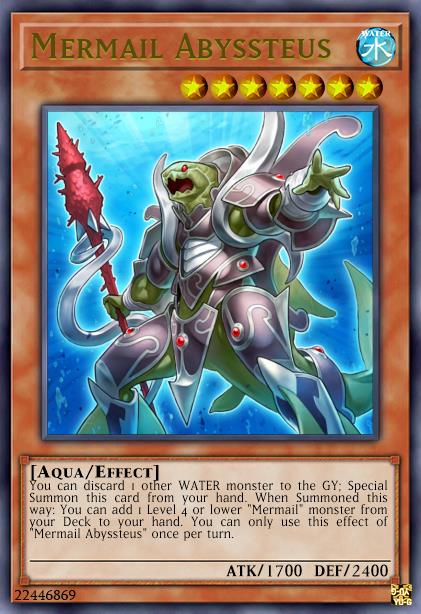 Mermail Abyssteus
WATER
水
[Aqua/Effect]
You can discard 1 other WATER monster to the GY; Special
Summon this card from your hand. When Summoned this
way: You can add 1 Level 4 or lower "Mermail" monster from
your Deck to your hand. You can only use this effect of
"Mermail Abyssteus" once per turn.
ATK/1700 DEF/2400
22446869